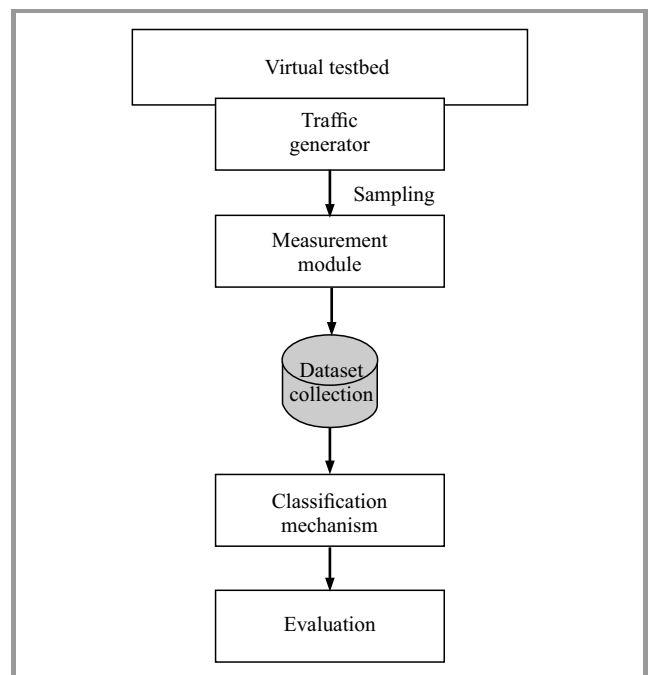 Virtual testbed
Traffic
generator
Sampling
Measurement
module
Dataset
collection
Classification
mechanism
Evaluation